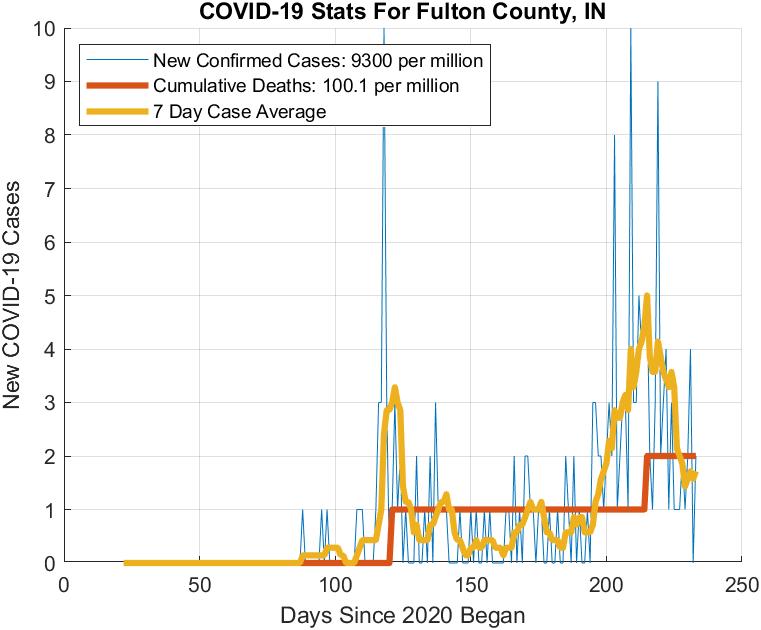 COVID-19 Stats For Fulton County, IN
New Confirmed Cases: 9300 per million
Cumulative Deaths: 100.1 per million
7 Day Case Average
New COVID-19 Cases
10
9
8
7
6
5
4
3
2
1
0
0 50 100 150 200 250
Days Since 2020 Began